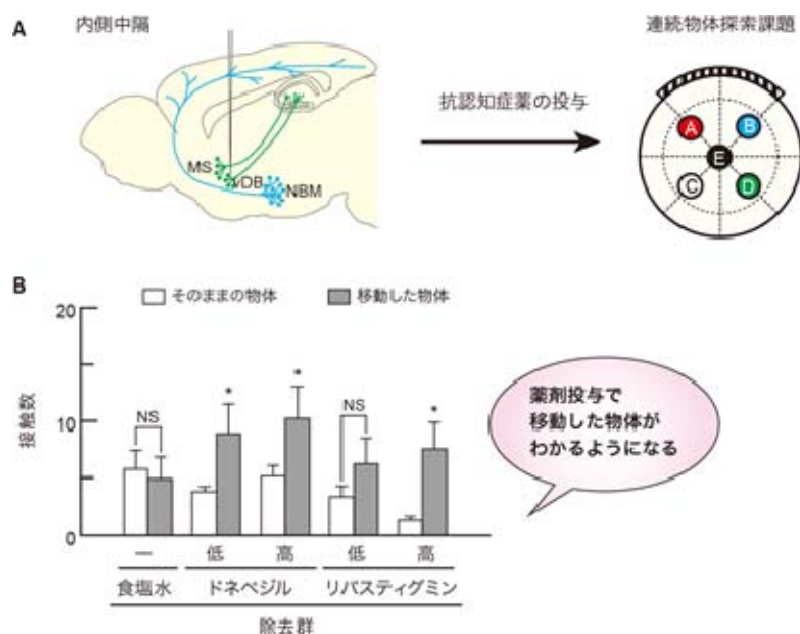 A
内側中隔
連続物体探索課題
抗認知症薬の投与
MS
vDB
NBM
A
B
E
C
D
B
そのままの物体
移動した物体
20
10
0
接触数
NS
*
*
NS
*
薬剤投与で
移動した物体が
わかるようになる
—
低
高
低
高
食塩水
ドネペジル
リバスティグミン
除去群